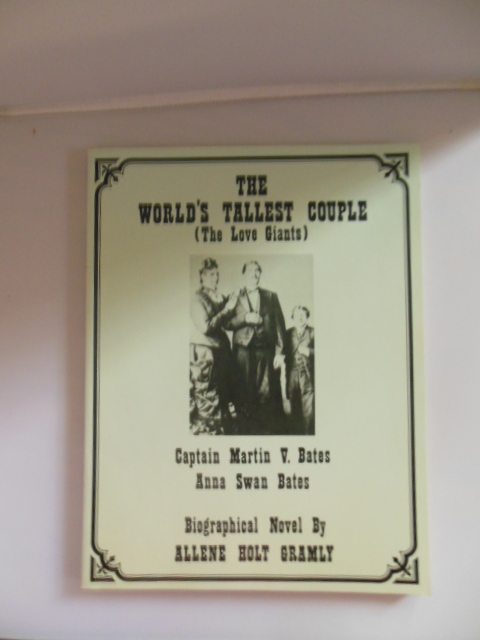 THE
WORLD'S TALLEST COUPLE
(The Love Giants)
Captain Martin V. Bates
Anna Swan Bates
Biographical Novel By
ALLENE HOLT GRAMLY